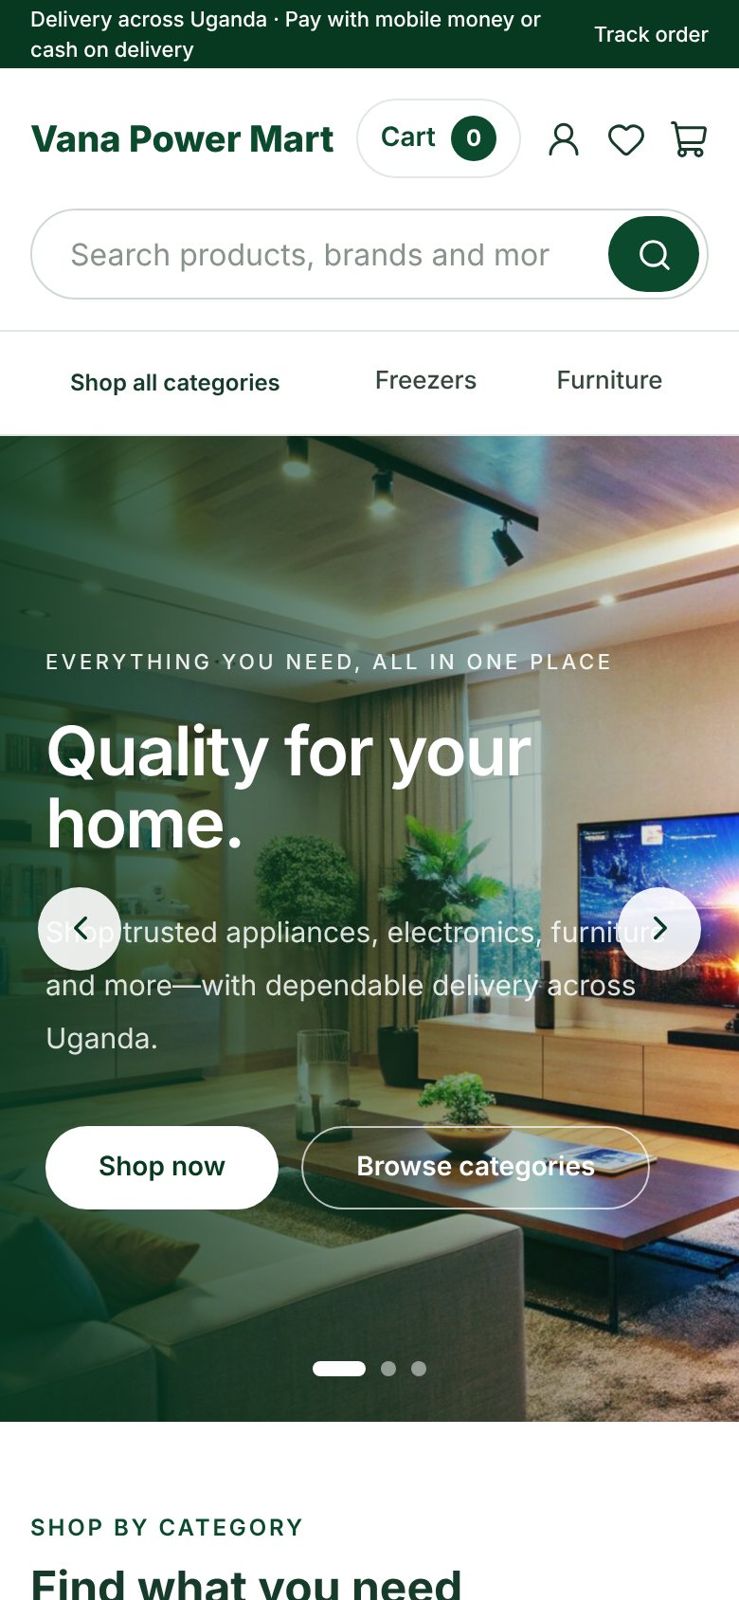 Delivery across Uganda · Pay with mobile money or
cash on delivery
Track order
Vana Power Mart
Cart 0
Search products, brands and mor
Shop all categories
Freezers
Furniture
EVERYTHING YOU NEED, ALL IN ONE PLACE
Quality for your
home.
Shop trusted appliances, electronics, furniture
and more—with dependable delivery across
Uganda.
Shop now
Browse categories
SHOP BY CATEGORY
Find what you need